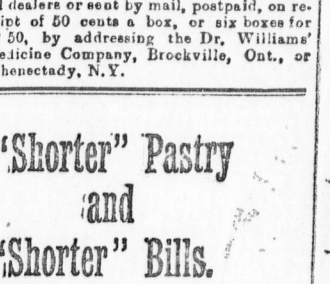 dealers or sent by mail, postpaid, on re-
ipt of 50 cents a box, or six boxes for
50, by addressing the Dr. Williams'
edicine Company, Brockville, Ont., or
henectady, N.Y.
"Shorter" Pastry
and
"Shorter" Bills.